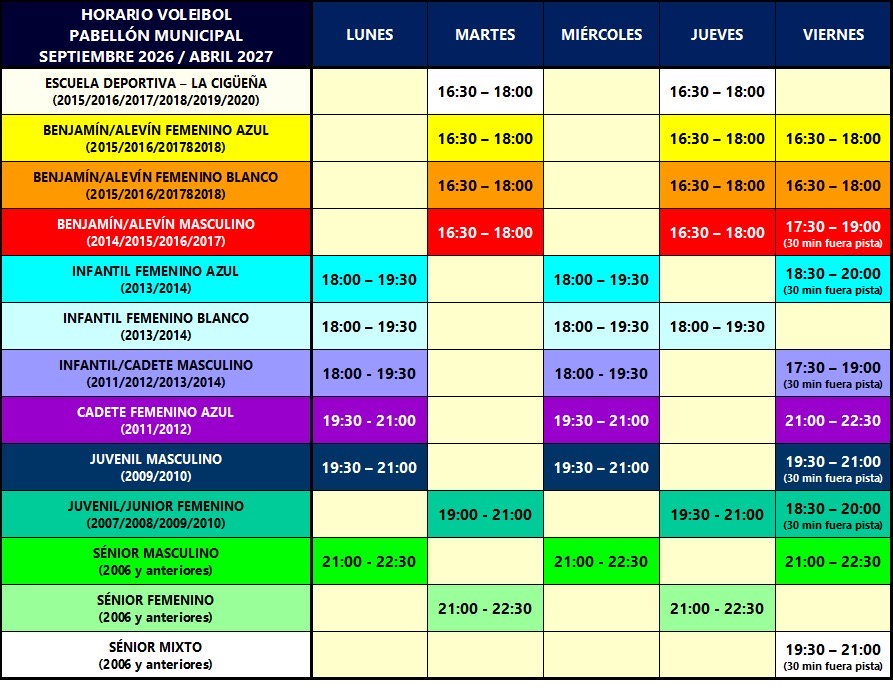 HORARIO VOLEIBOL
PABELLÓN MUNICIPAL
SEPTIEMBRE 2026 / ABRIL 2027
LUNES MARTES MIÉRCOLES JUEVES VIERNES
ESCUELA DEPORTIVA – LA CIGÜEÑA
(2015/2016/2017/2018/2019/2020)
16:30 – 18:00 16:30 – 18:00
BENJAMÍN/ALEVÍN FEMENINO AZUL
(2015/2016/201782018)
16:30 – 18:00 16:30 – 18:00 16:30 – 18:00
BENJAMÍN/ALEVÍN FEMENINO BLANCO
(2015/2016/201782018)
16:30 – 18:00 16:30 – 18:00 16:30 – 18:00
BENJAMÍN/ALEVÍN MASCULINO
(2014/2015/2016/2017)
16:30 – 18:00 16:30 – 18:00 17:30 – 19:00
(30 min fuera pista)
INFANTIL FEMENINO AZUL
(2013/2014)
18:00 – 19:30 18:00 – 19:30 18:30 – 20:00
(30 min fuera pista)
INFANTIL FEMENINO BLANCO
(2013/2014)
18:00 – 19:30 18:00 – 19:30 18:00 – 19:30
INFANTIL/CADETE MASCULINO
(2011/2012/2013/2014)
18:00 - 19:30 18:00 - 19:30 17:30 – 19:00
(30 min fuera pista)
CADETE FEMENINO AZUL
(2011/2012)
19:30 - 21:00 19:30 – 21:00 21:00 – 22:30
JUVENIL MASCULINO
(2009/2010)
19:30 – 21:00 19:30 – 21:00 19:30 – 21:00
(30 min fuera pista)
JUVENIL/JUNIOR FEMENINO
(2007/2008/2009/2010)
19:00 - 21:00 19:30 - 21:00 18:30 – 20:00
(30 min fuera pista)
SÉNIOR MASCULINO
(2006 y anteriores)
21:00 - 22:30 21:00 - 22:30 21:00 – 22:30
SÉNIOR FEMENINO
(2006 y anteriores)
21:00 - 22:30 21:00 - 22:30
SÉNIOR MIXTO
(2006 y anteriores)
19:30 – 21:00
(30 min fuera pista)